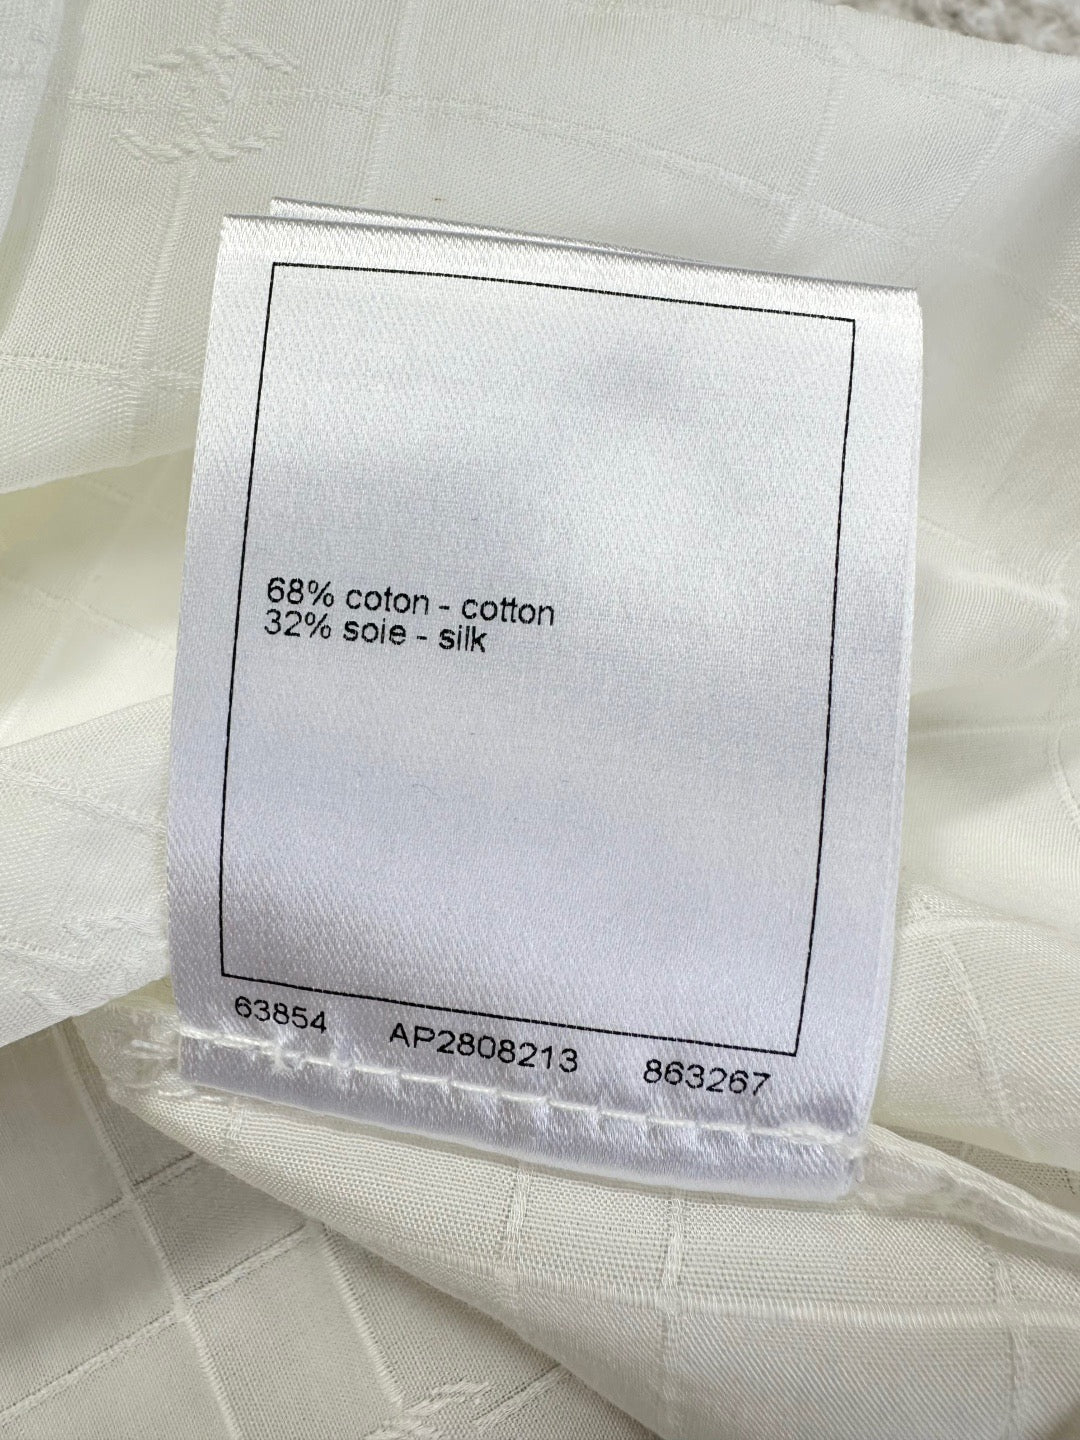 68% coton - cotton
32% soie - silk
63854 AP2808213 863267